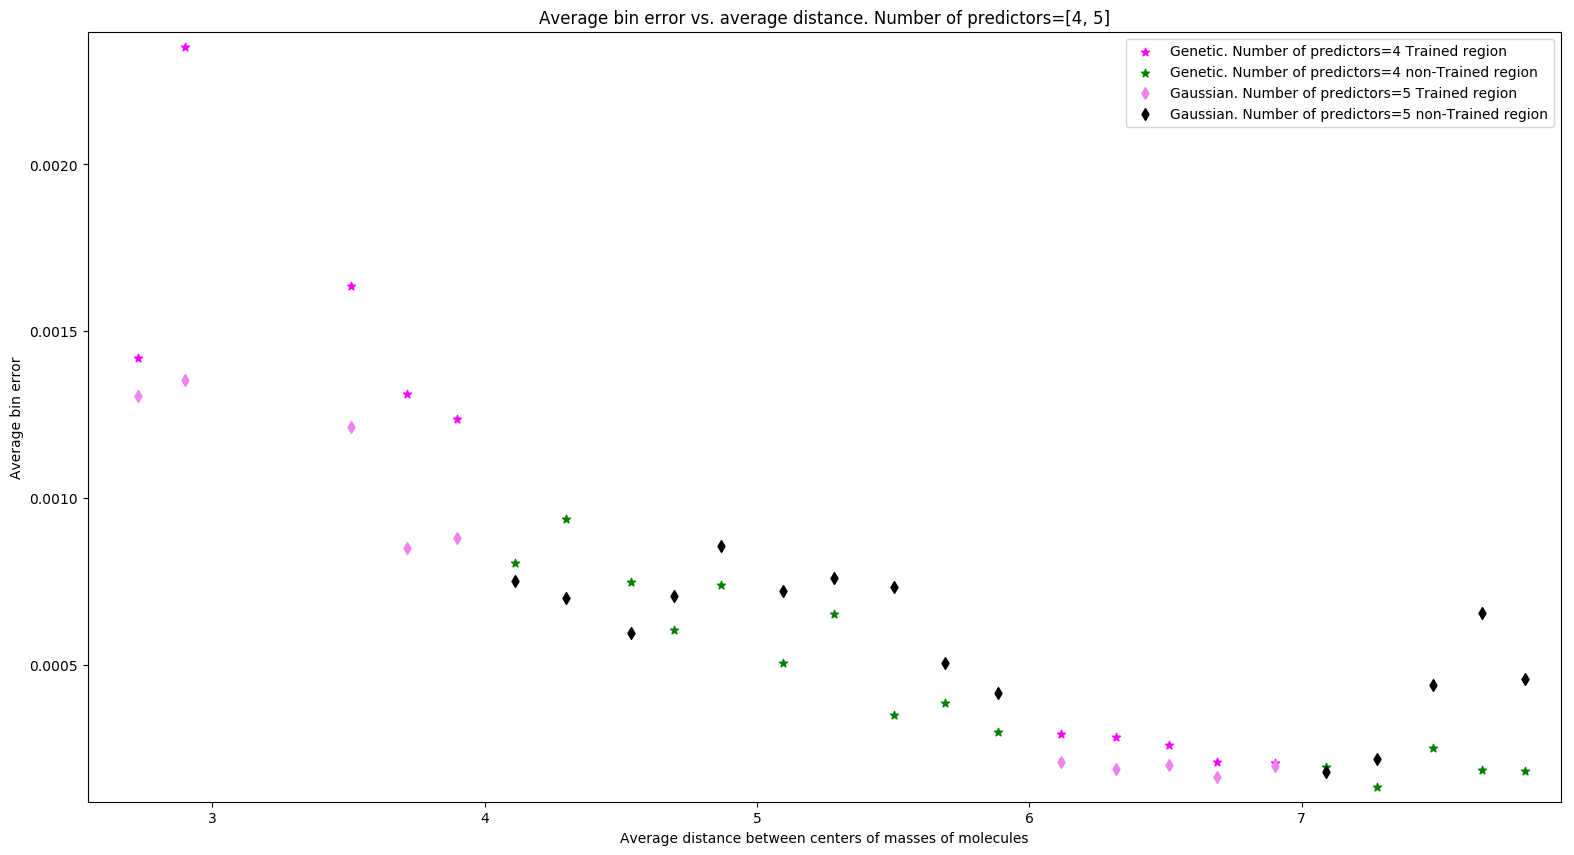 Average bin error vs. average distance. Number of predictors=[4, 5]
Genetic. Number of predictors=4 Trained region
Genetic. Number of predictors=4 non-Trained region
Gaussian. Number of predictors=5 Trained region
Gaussian. Number of predictors=5 non-Trained region
0.0020
0.0015
0.0010
0.0005
Average bin error
3 4 5 6 7
Average distance between centers of masses of molecules